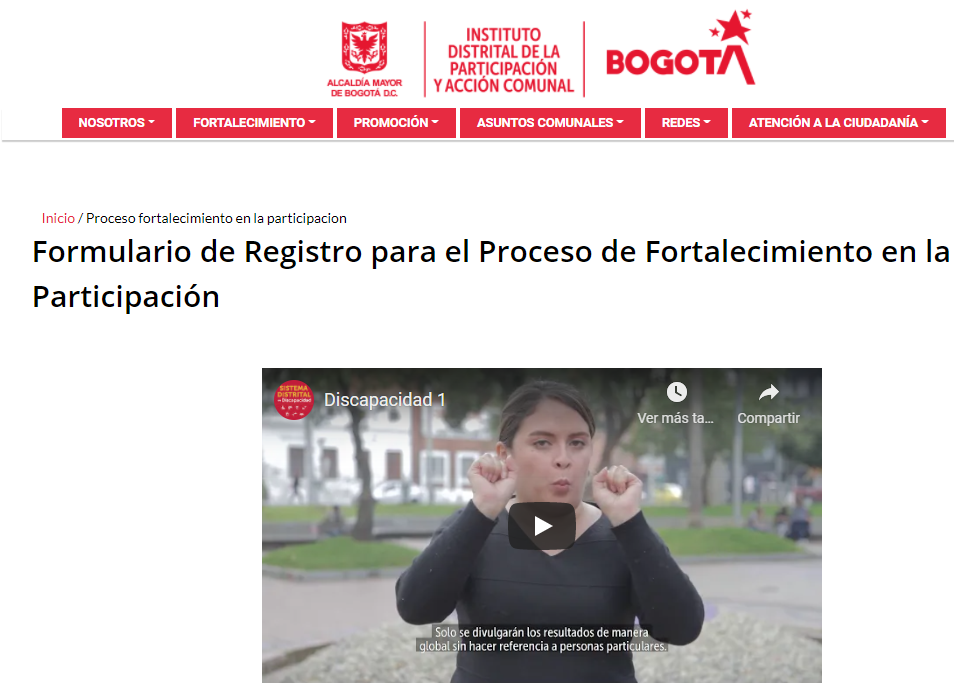 ALCALDÍA MAYOR
DE BOGOTÁ D.C.
INSTITUTO
DISTRITAL DE LA
PARTICIPACIÓN
Y ACCIÓN COMUNAL
BOGOTÁ
NOSOTROS FORTALECIMIENTO PROMOCIÓN ASUNTOS COMUNALES REDES ATENCIÓN A LA CIUDADANÍA
Inicio / Proceso fortalecimiento en la participacion
Formulario de Registro para el Proceso de Fortalecimiento en la
Participación
SISTEMA
DISTRITAL
de Discapacidad
Discapacidad 1
Ver más ta...
Compartir
Solo se divulgarán los resultados de manera
global sin hacer referencia a personas particulares.